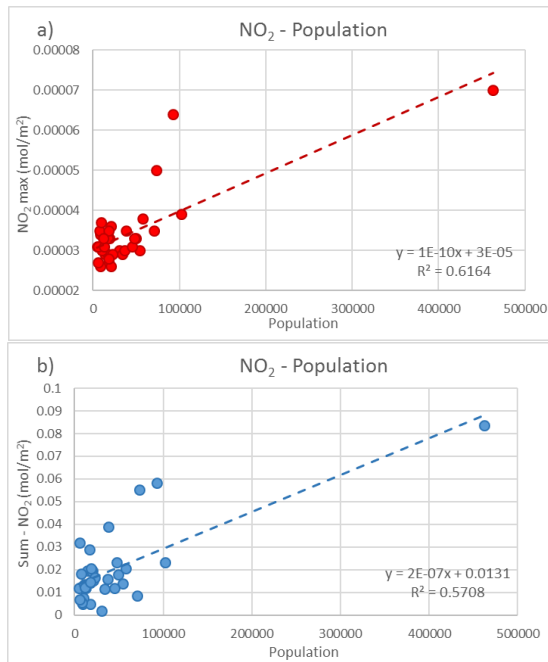 a) NO₂ - Population
0.00008
0.00007
0.00006
0.00005
0.00004
0.00003
0.00002
NO₂ max (mol/m²)
y = 1E-10x + 3E-05
R² = 0.6164
0 100000 200000 300000 400000 500000
Population
b) NO₂ - Population
0.1
0.09
0.08
0.07
0.06
0.05
0.04
0.03
0.02
0.01
0
Sum - NO₂ (mol/m²)
y = 2E-07x + 0.0131
R² = 0.5708
0 100000 200000 300000 400000 500000
Population